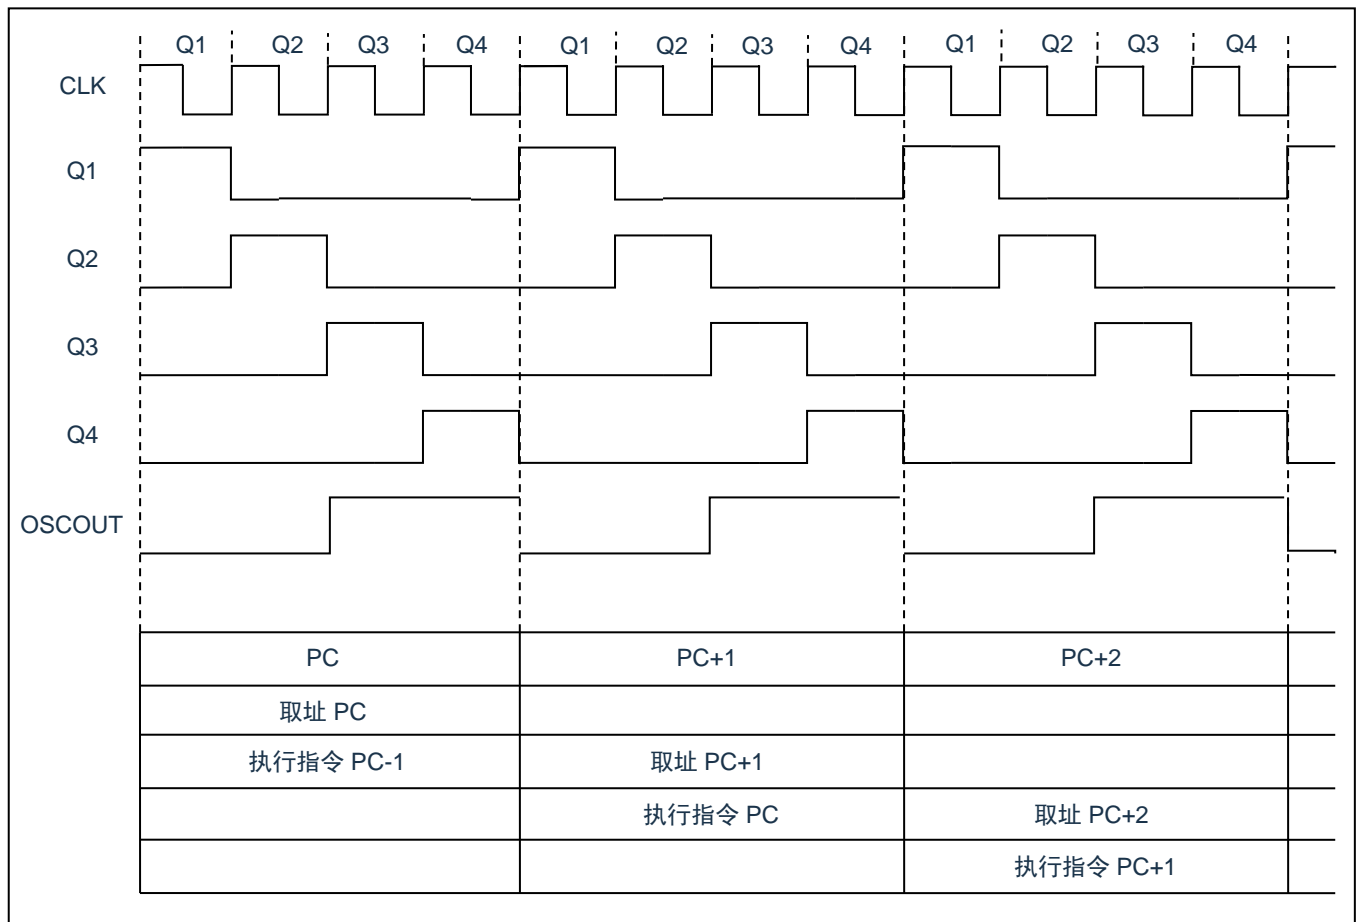 Q1 Q2 Q3 Q4 Q1 Q2 Q3 Q4 Q1 Q2 Q3 Q4
CLK
Q1
Q2
Q3
Q4
OSCOUT
PC PC+1 PC+2
取址 PC
执行指令 PC-1 取址 PC+1
执行指令 PC 取址 PC+2
执行指令 PC+1